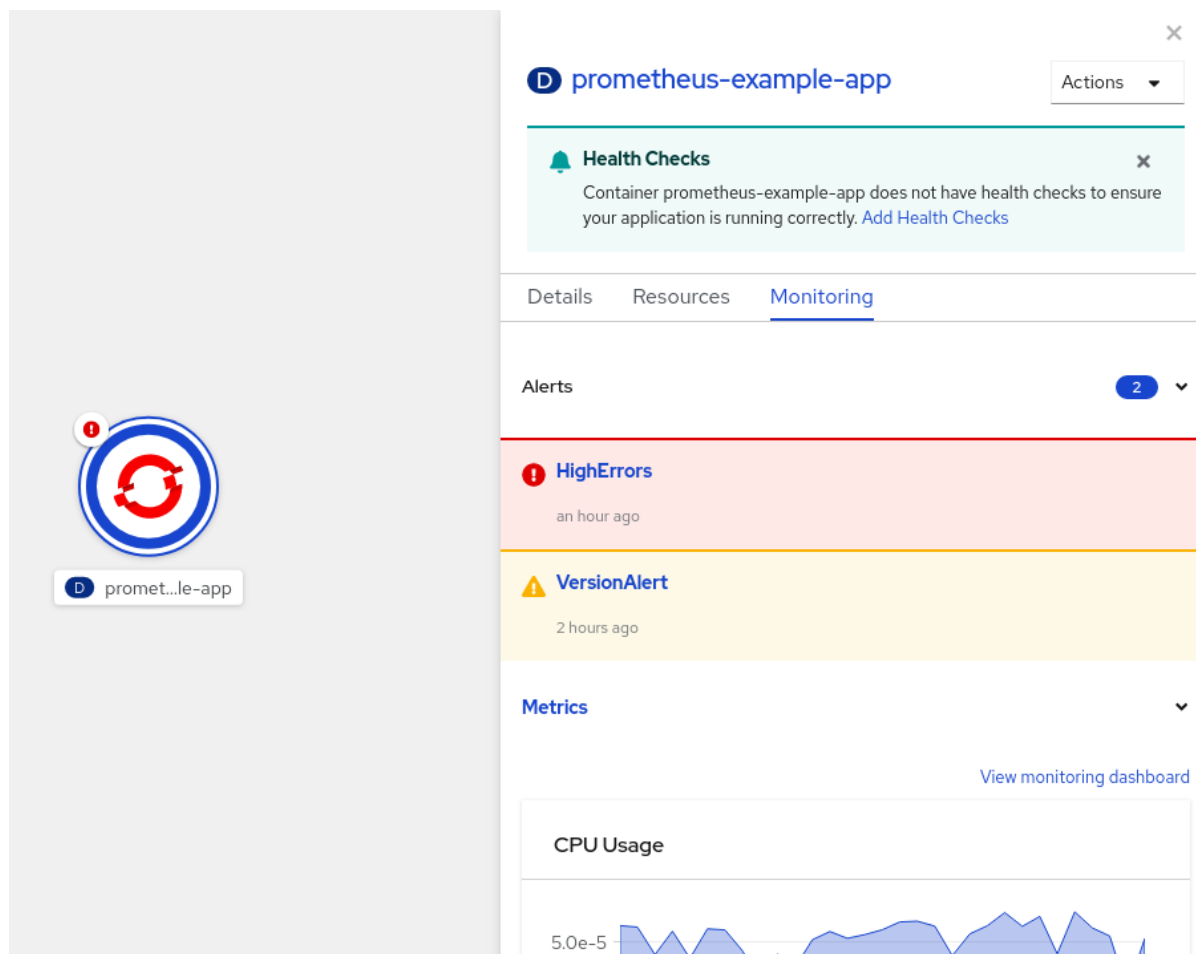 D prometheus-example-app
Actions
Health Checks
Container prometheus-example-app does not have health checks to ensure
your application is running correctly. Add Health Checks
Details Resources Monitoring
Alerts 2
HighErrors
an hour ago
VersionAlert
2 hours ago
D promet...le-app
Metrics
View monitoring dashboard
CPU Usage
5.0e-5